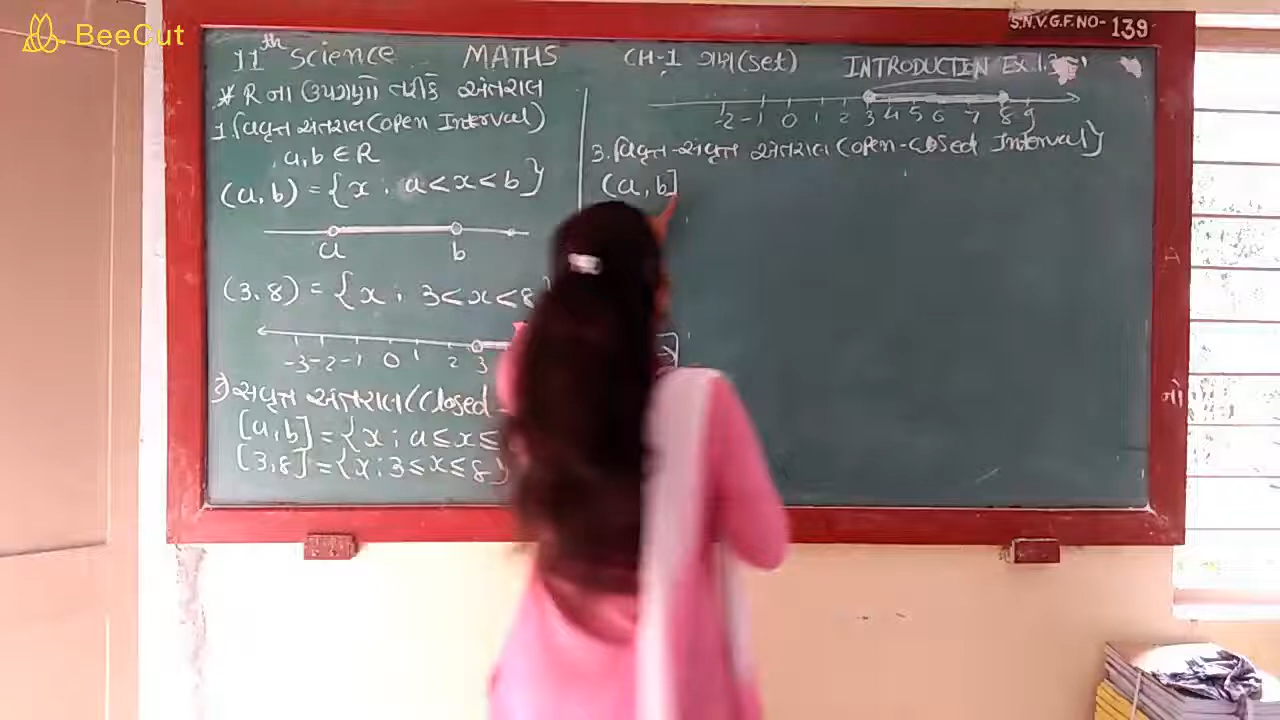 BeeCut
S.N.V.G.F.NO- 139
11th Science MATHS CH-1 ગણ(Set) INTRODUCTION Ex.1.3
* R ના ઉપગણો તરીકે અંતરાલ
1. વિવૃત્ત અંતરાલ(open Interval)
a,b ∈ R
(a,b) = {x : a<x<b}
a b
(3,8) = {x : 3<x<8
-3 -2 -1 0 1 2 3
2) સંવૃત્ત અંતરાલ(Closed
[a,b] = {x : a≤x≤
[3,8] = {x : 3≤x≤8}
-2 -1 0 1 2 3 4 5 6 7 8 9
3. વિવૃત્ત-સંવૃત્ત અંતરાલ (open-closed Interval)
(a,b]